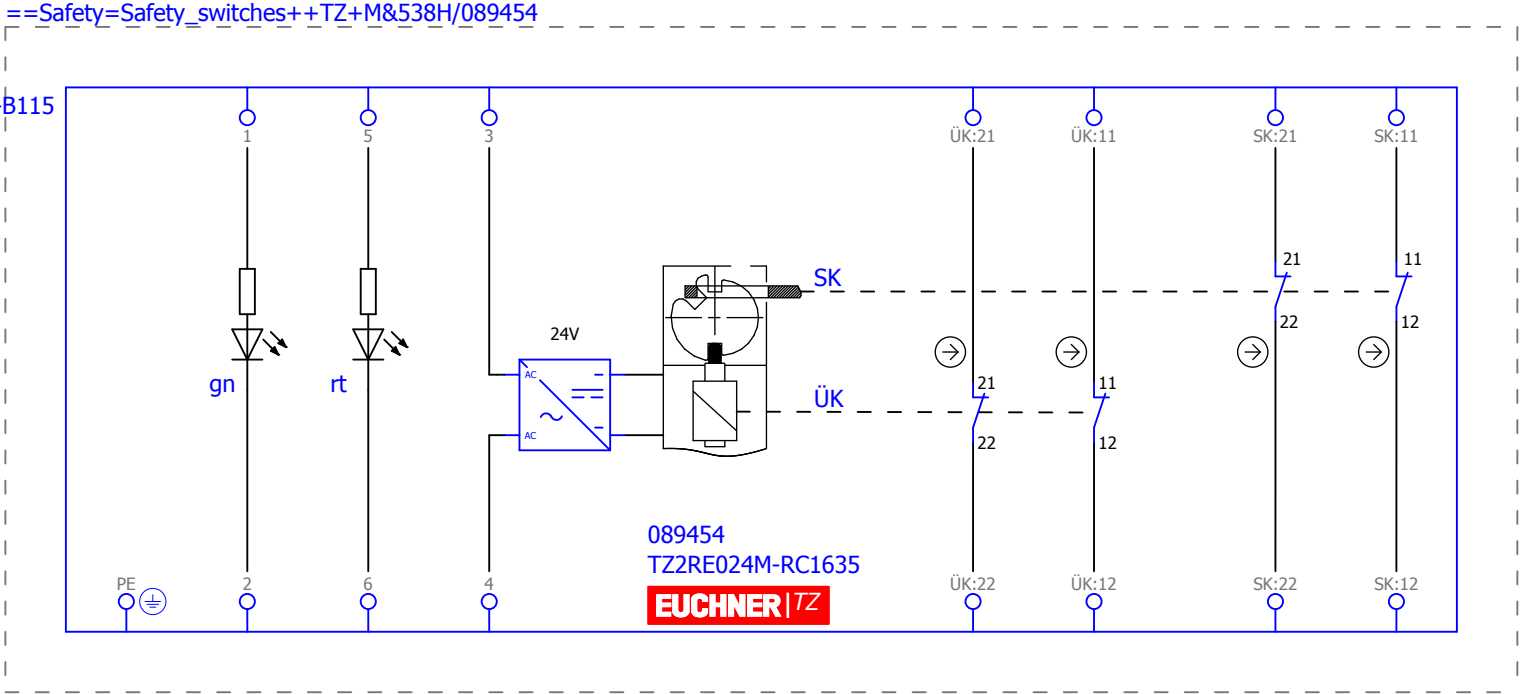 ==Safety=Safety_switches++TZ+M&538H/089454
-B115
1
5
3
ÜK:21
ÜK:11
SK:21
SK:11
SK
21
11
22
12
24V
AC
AC
gn
rt
ÜK
21
11
22
12
089454
TZ2RE024M-RC1635
EUCHNER|TZ
PE
2
6
4
ÜK:22
ÜK:12
SK:22
SK:12